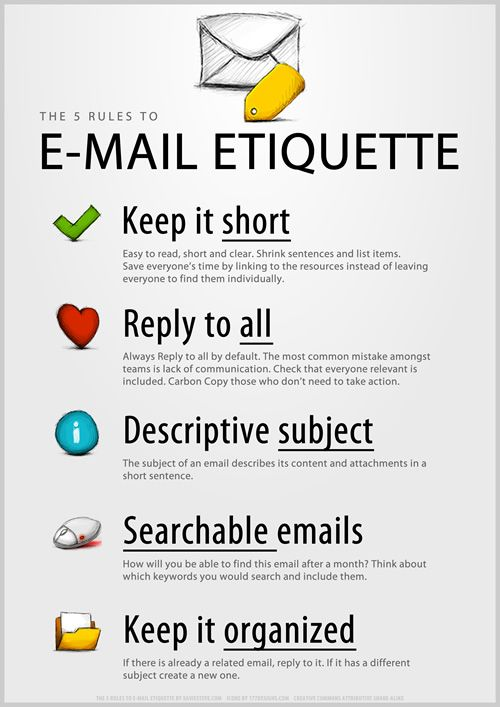 THE 5 RULES TO
E-MAIL ETIQUETTE
Keep it short
Easy to read, short and clear. Shrink sentences and list items.
Save everyone's time by linking to the resources instead of leaving
everyone to find them individually.
Reply to all
Always Reply to all by default. The most common mistake amongst
teams is lack of communication. Check that everyone relevant is
included. Carbon Copy those who don't need to take action.
Descriptive subject
The subject of an email describes its content and attachments in a
short sentence.
Searchable emails
How will you be able to find this email after a month? Think about
which keywords you would search and include them.
Keep it organized
If there is already a related email, reply to it. If it has a different
subject create a new one.
THE 5 RULES TO E-MAIL ETIQUETTE BY ICONS BY CREATIVE COMMONS ATTRIBUTIVE SHARE-ALIKE